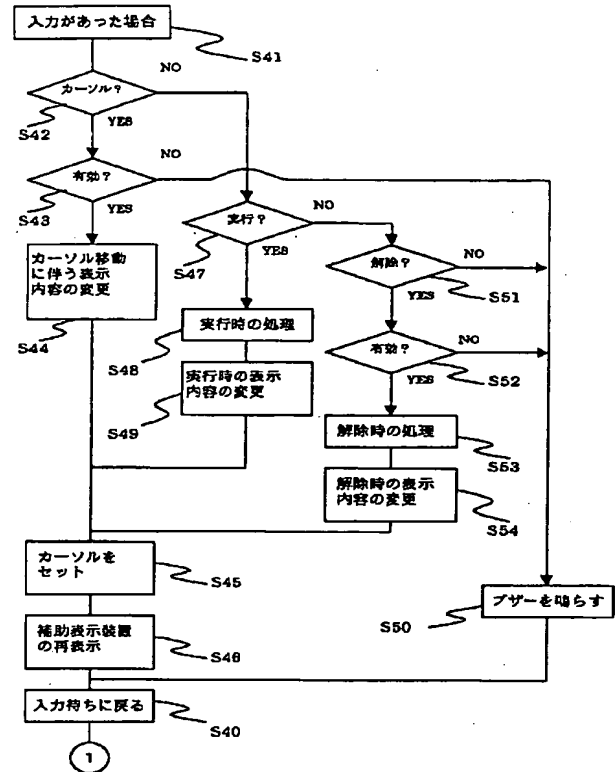 入力があった場合
S41
カーソル？
NO
YES
S42
有効？
NO
YES
S43
カーソル移動
に伴う表示
内容の変更
S44
実行？
NO
YES
S47
実行時の処理
S48
実行時の表示
内容の変更
S49
解除？
NO
YES
S51
有効？
NO
YES
S52
解除時の処理
S53
解除時の表示
内容の変更
S54
カーソルを
セット
S45
補助表示装置
の再表示
S46
ブザーを鳴らす
S50
入力待ちに戻る
S40
1